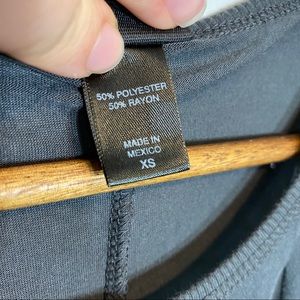 50% POLYESTER
50% RAYON
MADE IN
MEXICO
XS